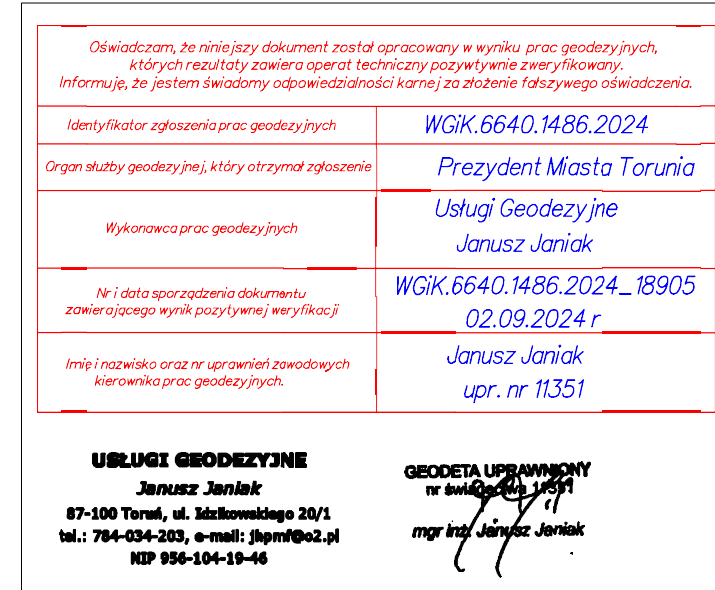 Oświadczam, że niniejszy dokument został opracowany w wyniku prac geodezyjnych,
których rezultaty zawiera operat techniczny pozywtywnie zweryfikowany.
Informuję, że jestem świadomy odpowiedzialności karnej za złożenie fałszywego oświadczenia.
Identyfikator zgłoszenia prac geodezyjnych
WGiK.6640.1486.2024
Organ służby geodezyjnej, który otrzymał zgłoszenie
Prezydent Miasta Torunia
Wykonawca prac geodezyjnych
Usługi Geodezyjne
Janusz Janiak
Nr i data sporządzenia dokumentu
zawierającego wynik pozytywnej weryfikacji
WGiK.6640.1486.2024_18905
02.09.2024 r
Imię i nazwisko oraz nr uprawnień zawodowych
kierownika prac geodezyjnych.
Janusz Janiak
upr. nr 11351
USŁUGI GEODEZYJNE
Janusz Janiak
87-100 Toruń, ul. Idzikowskiego 20/1
tel.: 784-034-203, e-mail: jkpmf@o2.pl
NIP 956-104-19-46
GEODETA UPRAWNIONY
nr świadectwa 11351
mgr inż. Janusz Janiak